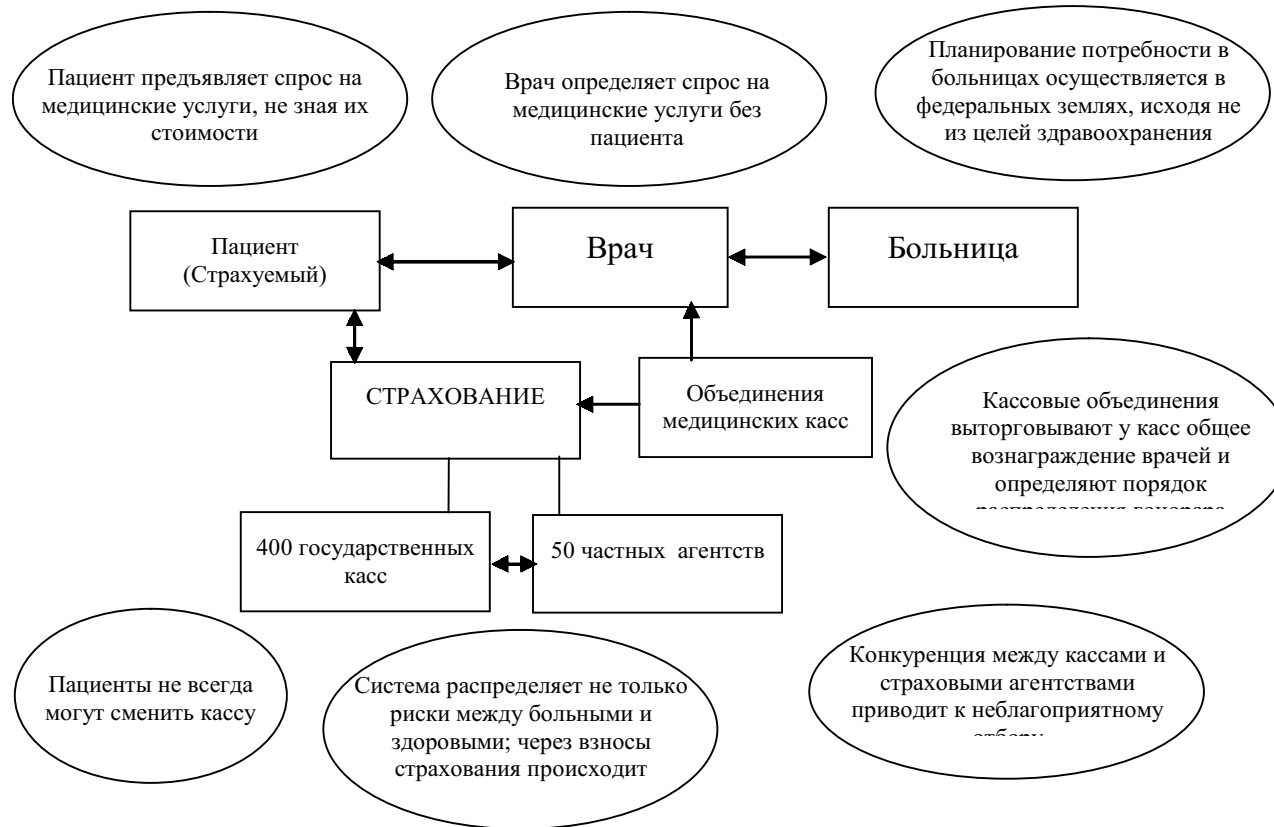 Пациент предъявляет спрос на
медицинские услуги, не зная их
стоимости
Врач определяет спрос на
медицинские услуги без
пациента
Планирование потребности в
больницах осуществляется в
федеральных землях, исходя не
из целей здравоохранения
Пациент
(Страхуемый)
Врач
Больница
СТРАХОВАНИЕ
Объединения
медицинских касс
Кассовые объединения
выторговывают у касс общее
вознаграждение врачей и
определяют порядок
400 государственных
касс
50 частных агентств
Пациенты не всегда
могут сменить кассу
Система распределяет не только
риски между больными и
здоровыми; через взносы
страхования происходит
Конкуренция между кассами и
страховыми агентствами
приводит к неблагоприятному